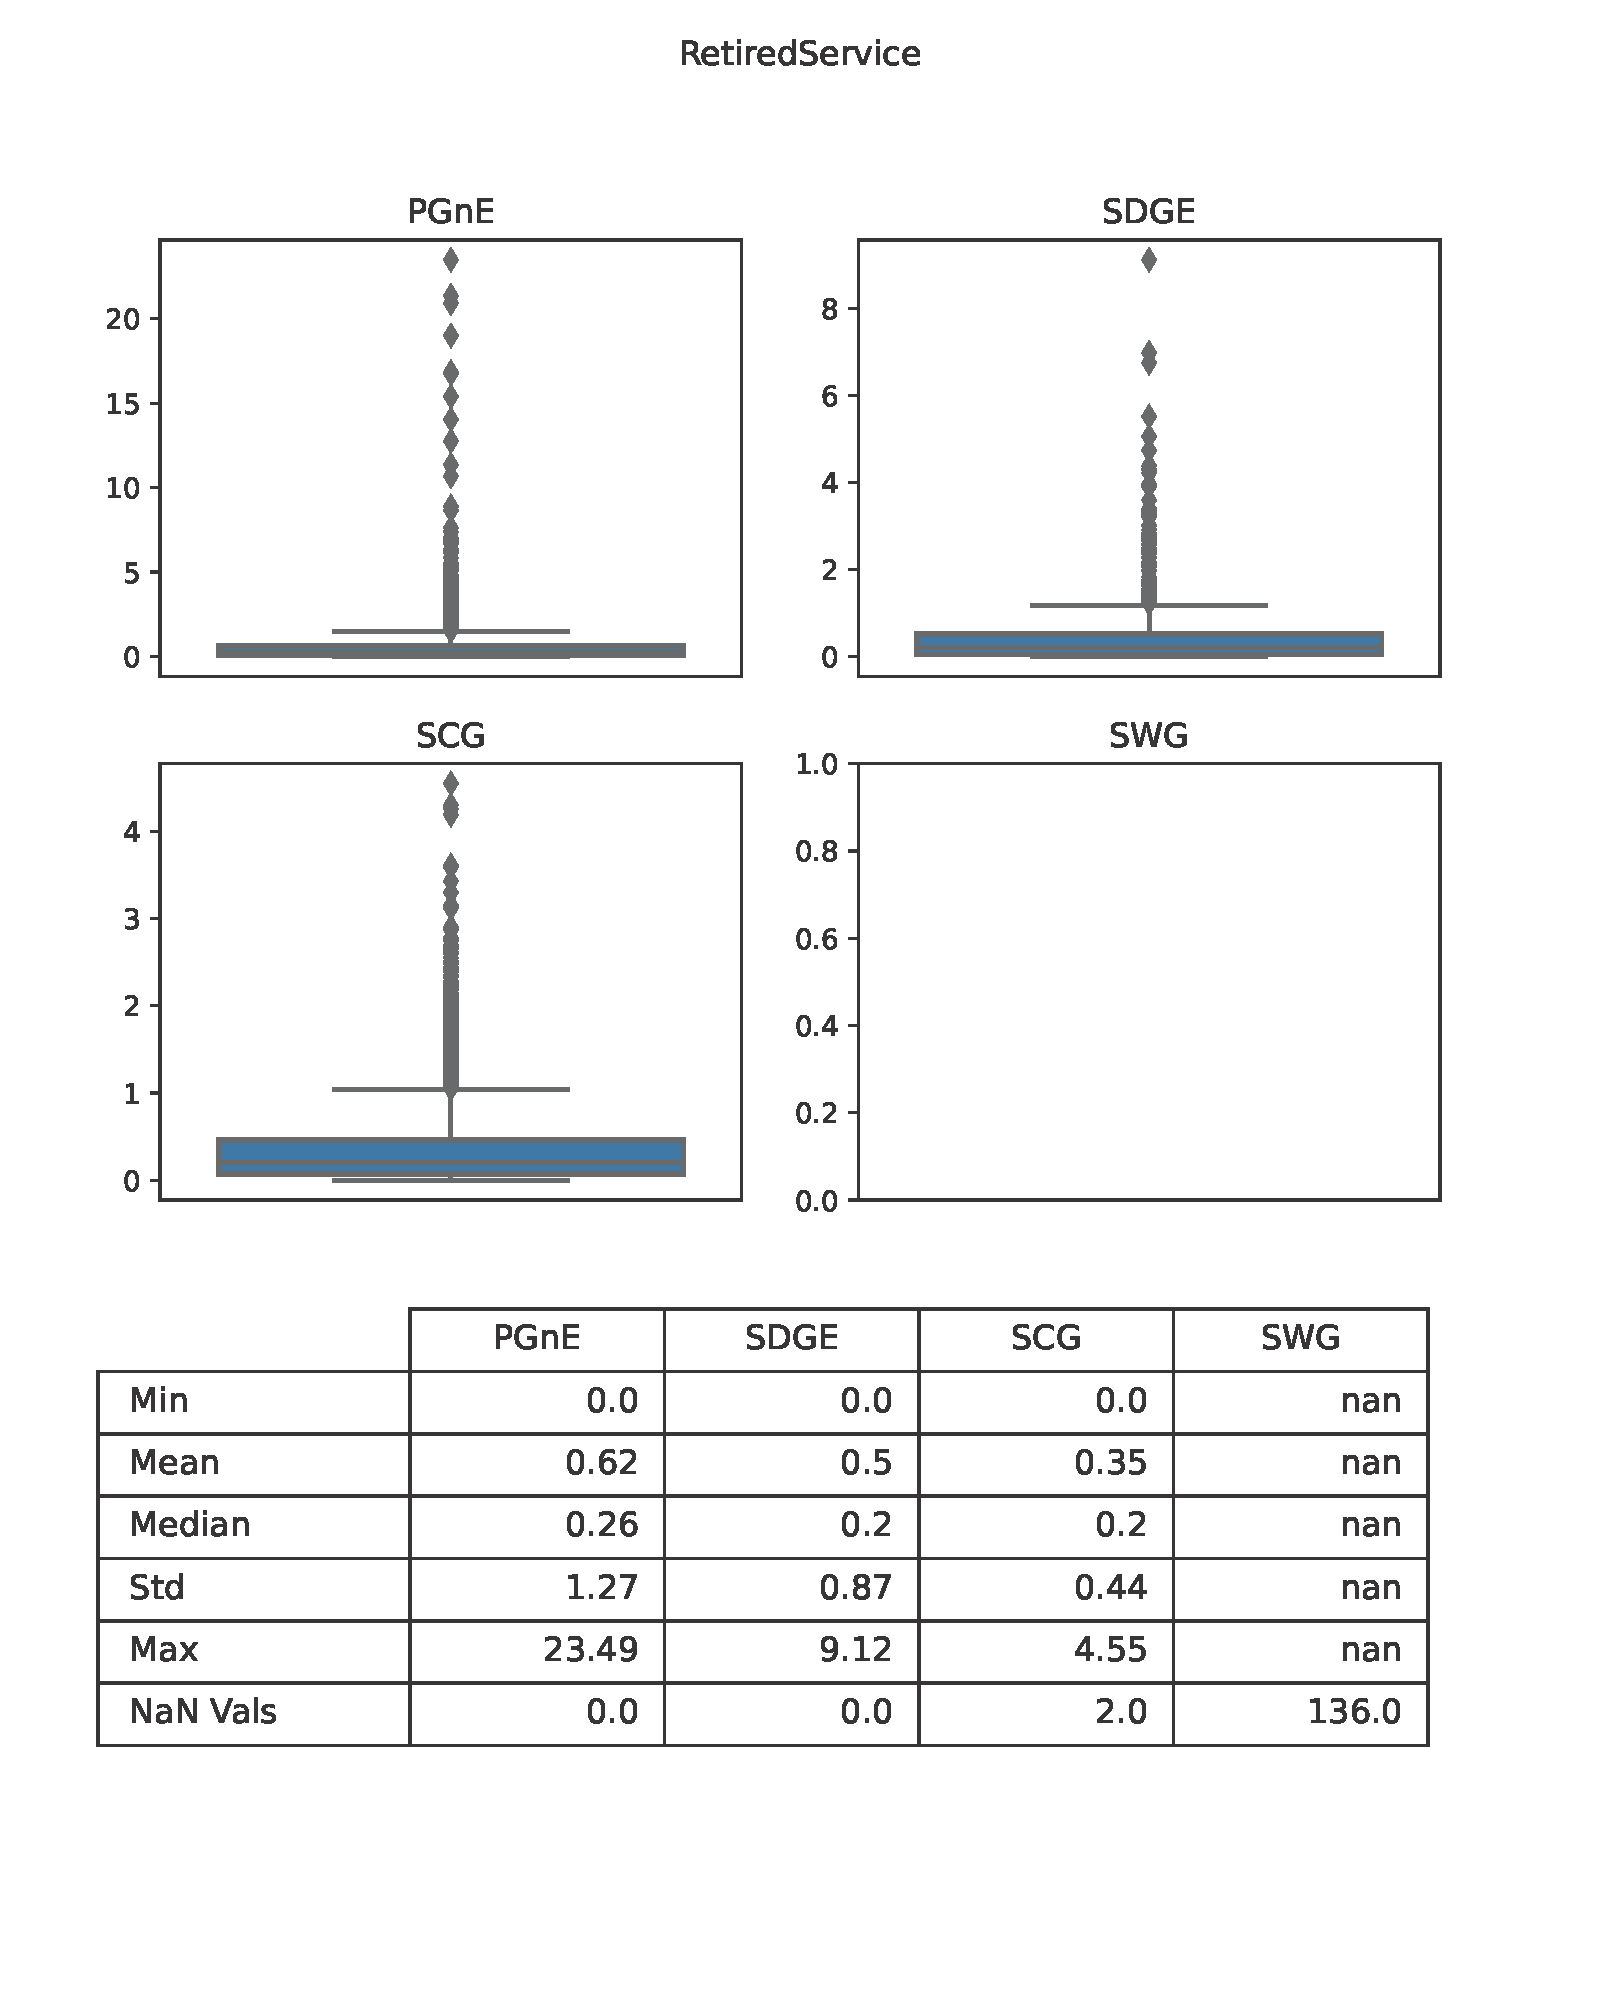 RetiredService
PGnE
20
15
10
5
0
SDGE
8
6
4
2
0
SCG
4
3
2
1
0
SWG
1.0
0.8
0.6
0.4
0.2
0.0
PGnE SDGE SCG SWG
Min 0.0 0.0 0.0 nan
Mean 0.62 0.5 0.35 nan
Median 0.26 0.2 0.2 nan
Std 1.27 0.87 0.44 nan
Max 23.49 9.12 4.55 nan
NaN Vals 0.0 0.0 2.0 136.0